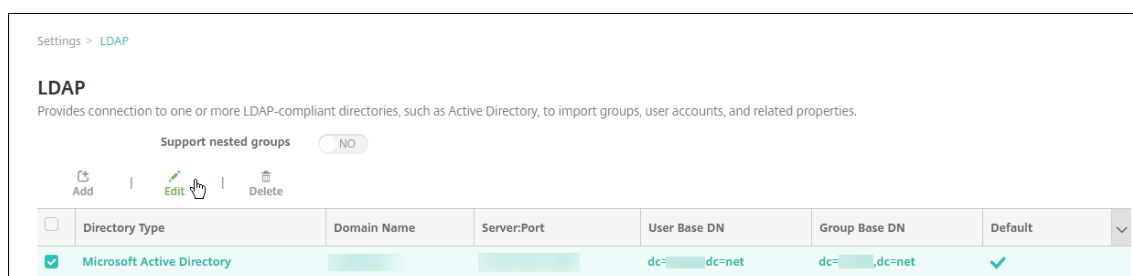 Settings > LDAP
LDAP
Provides connection to one or more LDAP-compliant directories, such as Active Directory, to import groups, user accounts, and related properties.
Support nested groups NO
Add | Edit | Delete
Directory Type Domain Name Server:Port User Base DN Group Base DN Default
Microsoft Active Directory dc= dc=net dc= ,dc=net